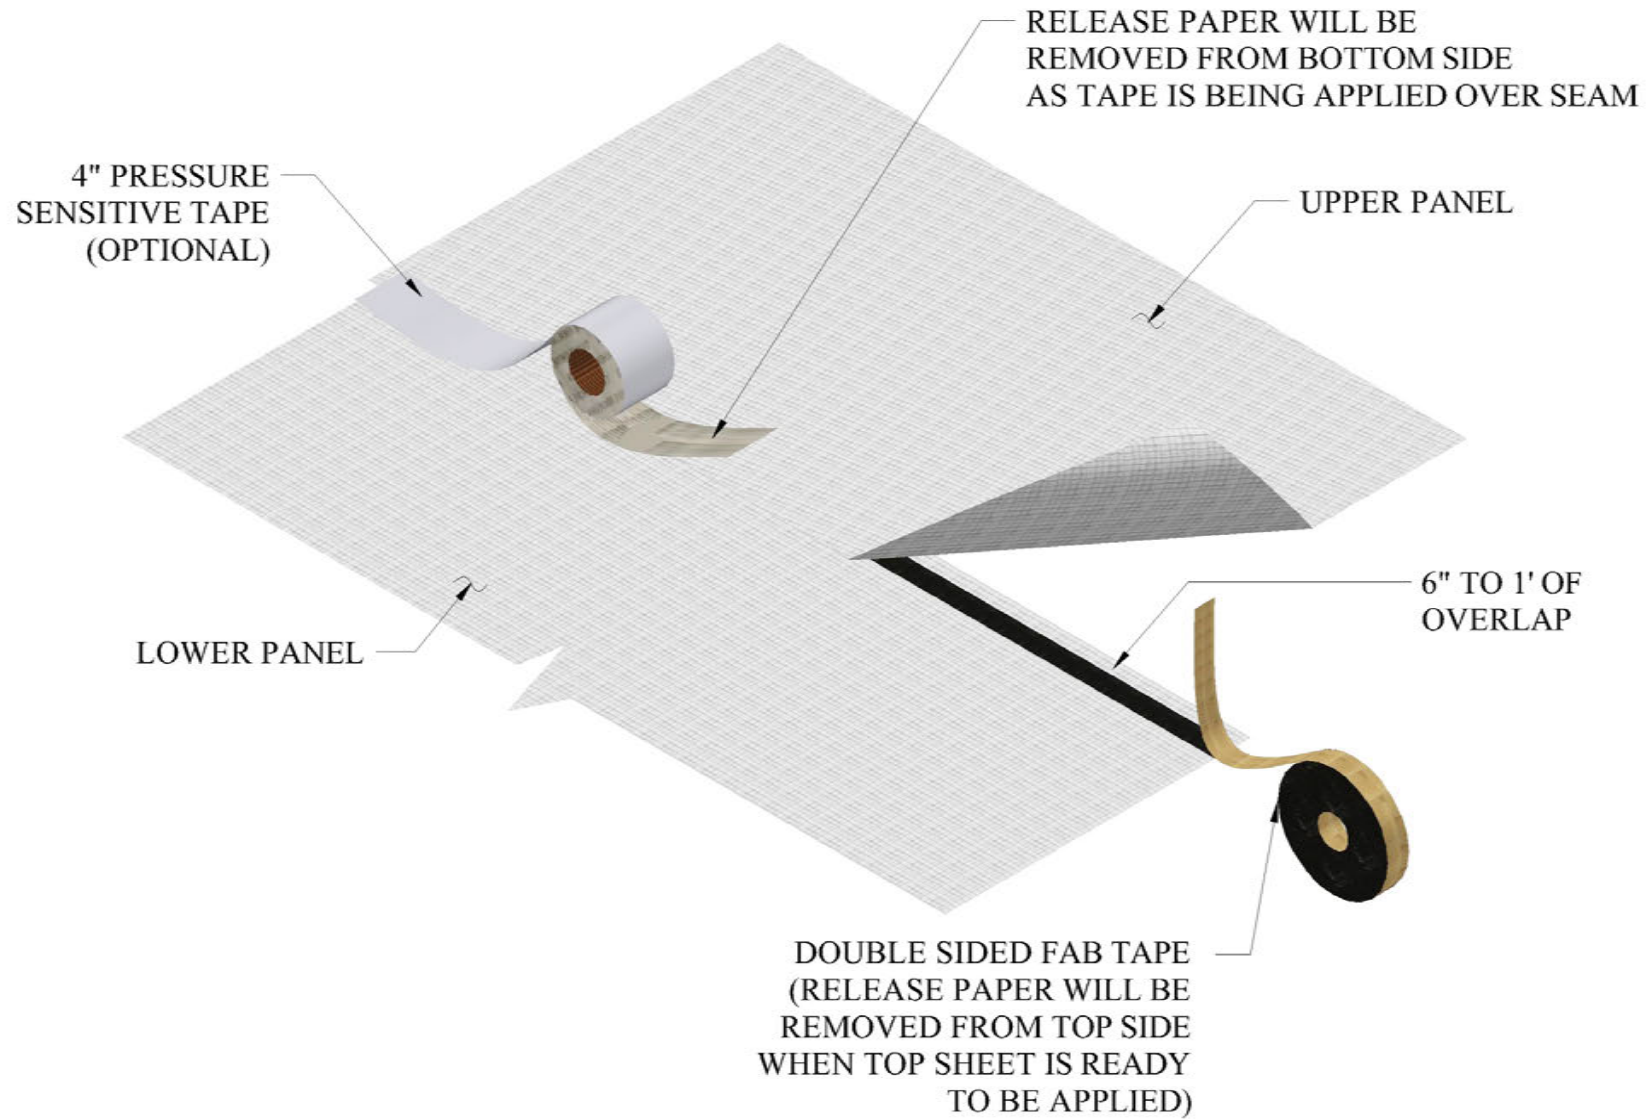 RELEASE PAPER WILL BE
REMOVED FROM BOTTOM SIDE
AS TAPE IS BEING APPLIED OVER SEAM
4" PRESSURE
SENSITIVE TAPE
(OPTIONAL)
UPPER PANEL
6" TO 1' OF
OVERLAP
LOWER PANEL
DOUBLE SIDED FAB TAPE
(RELEASE PAPER WILL BE
REMOVED FROM TOP SIDE
WHEN TOP SHEET IS READY
TO BE APPLIED)